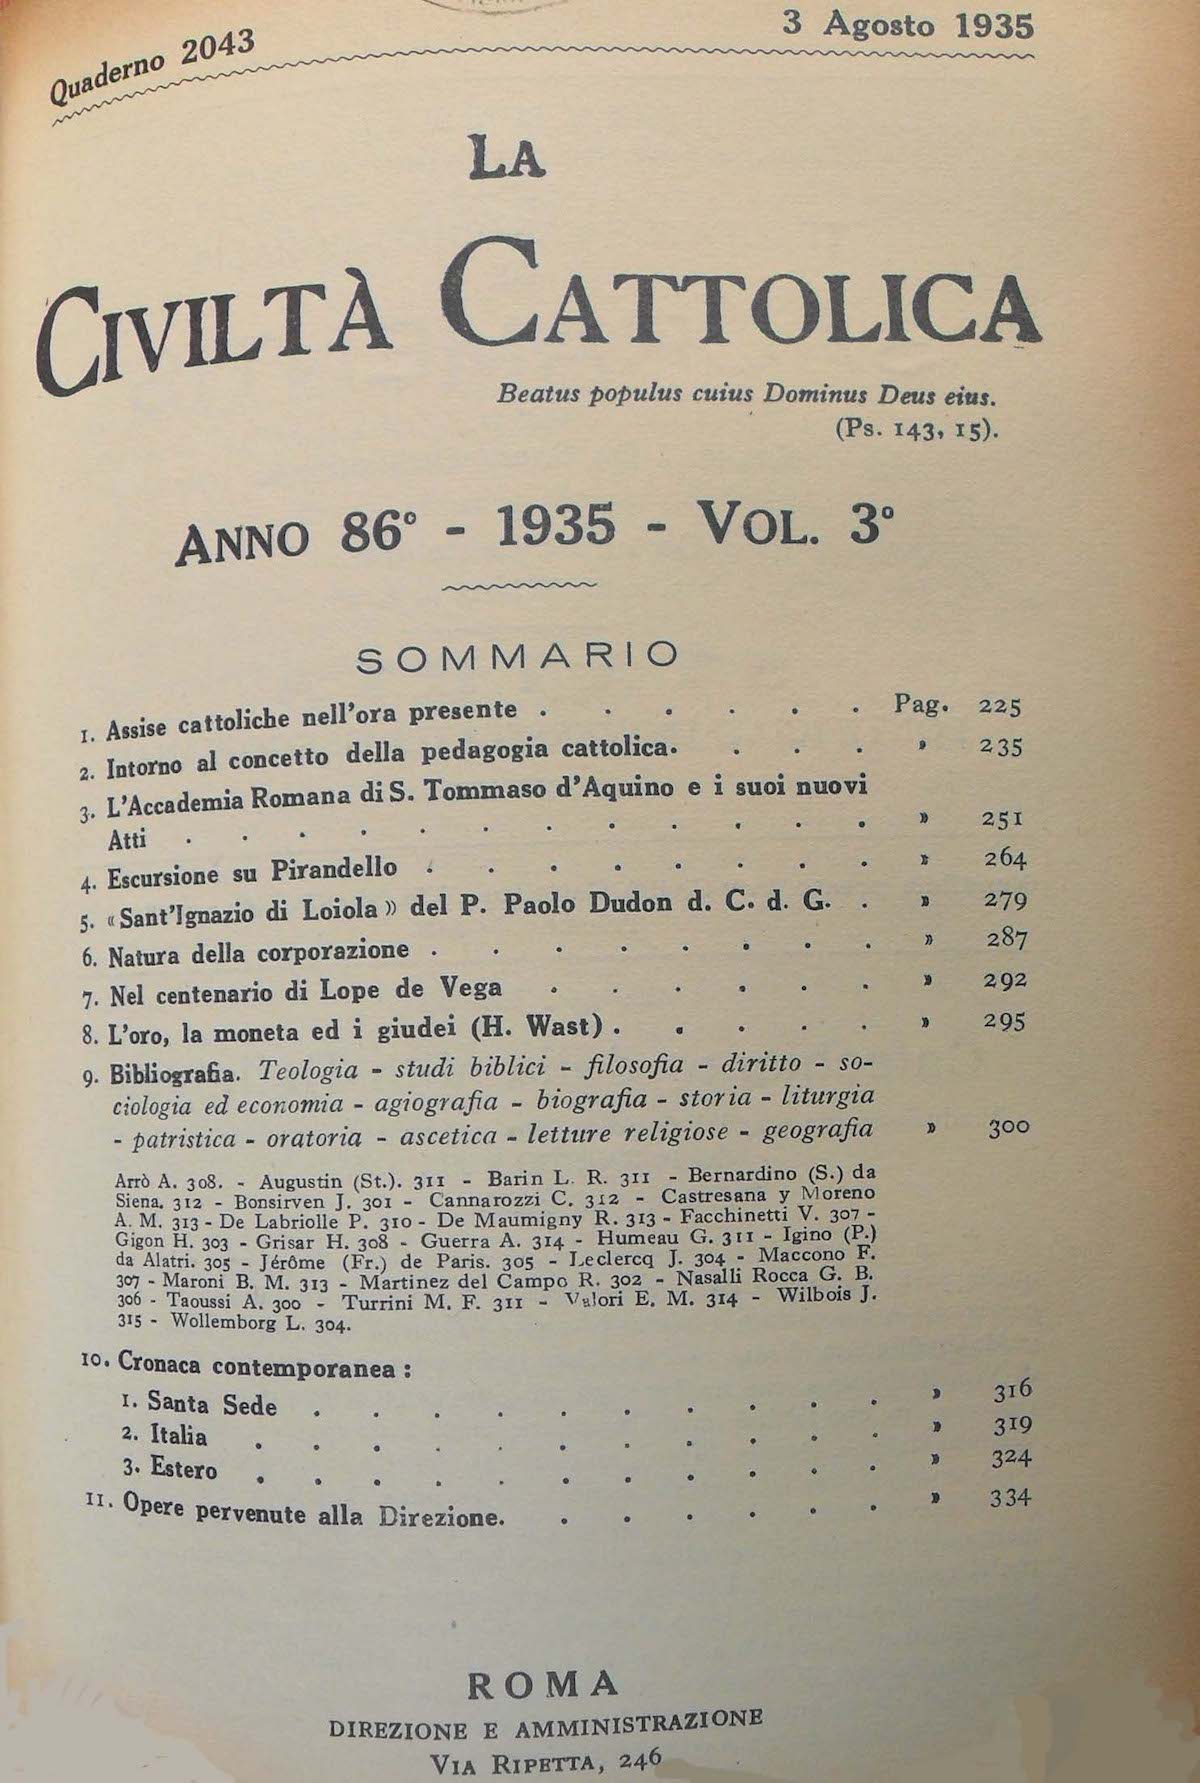 Quaderno 2043
3 Agosto 1935
LA
CIVILTÀ CATTOLICA
Beatus populus cuius Dominus Deus eius.
(Ps. 143, 15).
ANNO 86° - 1935 - VOL. 3°
SOMMARIO
1. Assise cattoliche nell'ora presente . . . . . . Pag. 225
2. Intorno al concetto della pedagogia cattolica. . . . » 235
3. L'Accademia Romana di S. Tommaso d'Aquino e i suoi nuovi
Atti . . . . . . . . . . . . » 251
4. Escursione su Pirandello . . . . . . . . » 264
5. «Sant'Ignazio di Loiola» del P. Paolo Dudon d. C. d. G. . » 279
6. Natura della corporazione . . . . . . . . » 287
7. Nel centenario di Lope de Vega . . . . . . » 292
8. L'oro, la moneta ed i giudei (H. Wast) . . . . . » 295
9. Bibliografia. Teologia - studi biblici - filosofia - diritto - so-
ciologia ed economia - agiografia - biografia - storia - liturgia
- patristica - oratoria - ascetica - letture religiose - geografia » 300
Arrò A. 308. - Augustin (St.). 311 - Barin L. R. 311 - Bernardino (S.) da
Siena. 312 - Bonsirven J. 301 - Cannarozzi C. 312 - Castresana y Moreno
A. M. 313 - De Labriolle P. 310 - De Maumigny R. 313 - Facchinetti V. 307 -
Gigon H. 303 - Grisar H. 308 - Guerra A. 314 - Humeau G. 311 - Igino (P.)
da Alatri. 305 - Jérôme (Fr.) de Paris. 305 - Leclercq J. 304 - Maccono F.
307 - Maroni B. M. 313 - Martinez del Campo R. 302 - Nasalli Rocca G. B.
306 - Taoussi A. 300 - Turrini M. F. 311 - Valori E. M. 314 - Wilbois J.
315 - Wollemborg L. 304.
10. Cronaca contemporanea :
1. Santa Sede . . . . . . . . . . » 316
2. Italia . . . . . . . . . . . » 319
3. Estero . . . . . . . . . . . » 324
11. Opere pervenute alla Direzione. . . . . . . » 334
ROMA
DIREZIONE E AMMINISTRAZIONE
VIA RIPETTA, 246